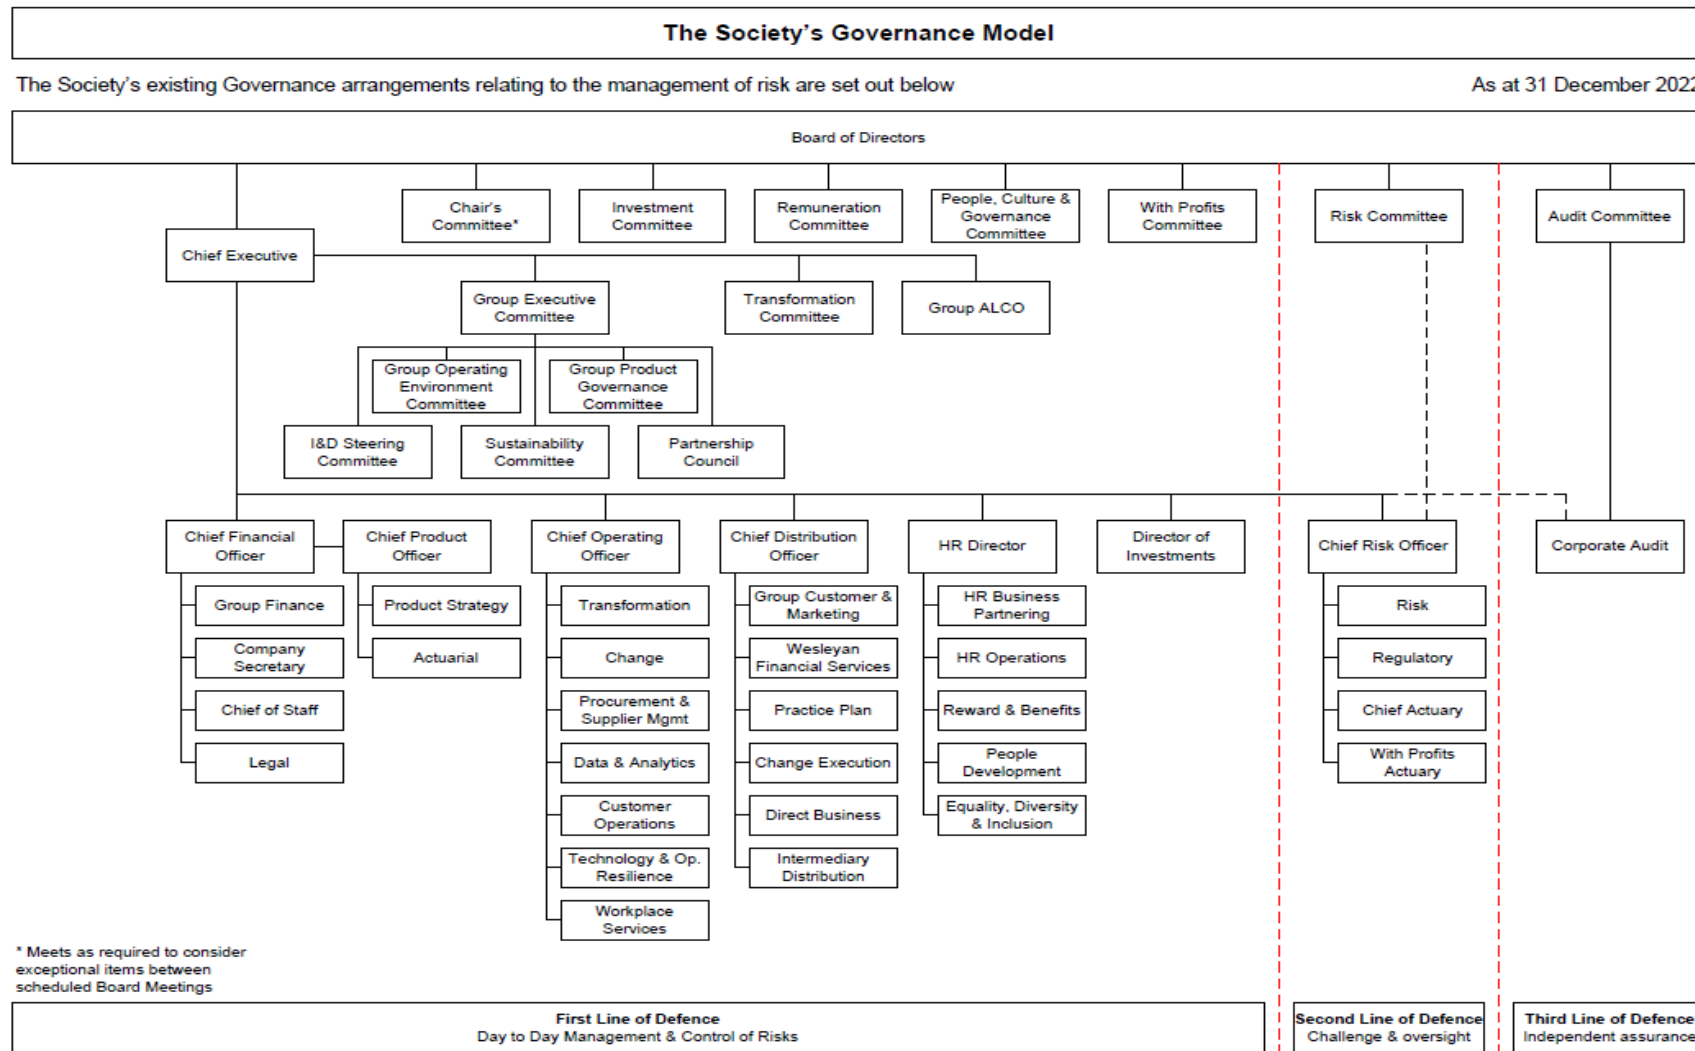 The Society's Governance Model
The Society's existing Governance arrangements relating to the management of risk are set out below
As at 31 December 2022
Board of Directors
Chair's
Committee*
Investment
Committee
Remuneration
Committee
People, Culture &
Governance
Committee
With Profits
Committee
Risk Committee
Audit Committee
Chief Executive
Group Executive
Committee
Transformation
Committee
Group ALCO
Group Operating
Environment
Committee
Group Product
Governance
Committee
I&D Steering
Committee
Sustainability
Committee
Partnership
Council
Chief Financial
Officer
Chief Product
Officer
Chief Operating
Officer
Chief Distribution
Officer
HR Director
Director of
Investments
Chief Risk Officer
Corporate Audit
Group Finance
Company
Secretary
Chief of Staff
Legal
Product Strategy
Actuarial
Transformation
Change
Procurement &
Supplier Mgmt
Data & Analytics
Customer
Operations
Technology & Op.
Resilience
Workplace
Services
Group Customer &
Marketing
Wesleyan
Financial Services
Practice Plan
Change Execution
Direct Business
Intermediary
Distribution
HR Business
Partnering
HR Operations
Reward & Benefits
People
Development
Equality, Diversity
& Inclusion
Risk
Regulatory
Chief Actuary
With Profits
Actuary
* Meets as required to consider
exceptional items between
scheduled Board Meetings
First Line of Defence
Day to Day Management & Control of Risks
Second Line of Defence
Challenge & oversight
Third Line of Defence
Independent assurance